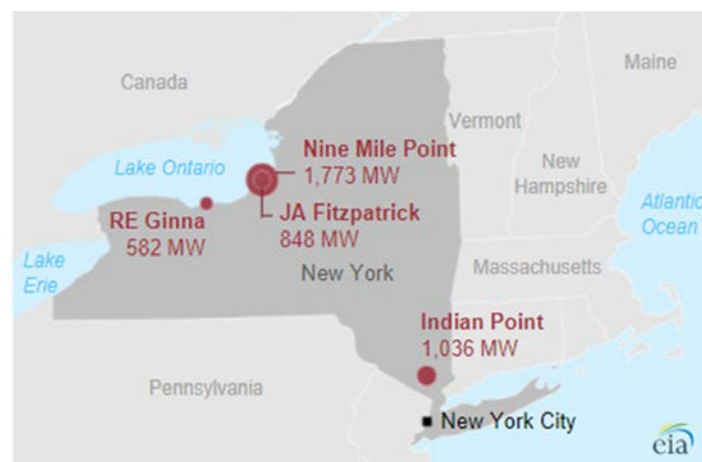 Canada
Maine
Vermont
Nine Mile Point
1,773 MW
Lake Ontario
New
Hampshire
JA Fitzpatrick
848 MW
RE Ginna
582 MW
Atlantic
Ocean
Lake
Erie
New York
Massachusetts
Indian Point
1,036 MW
Pennsylvania
New York City
eia